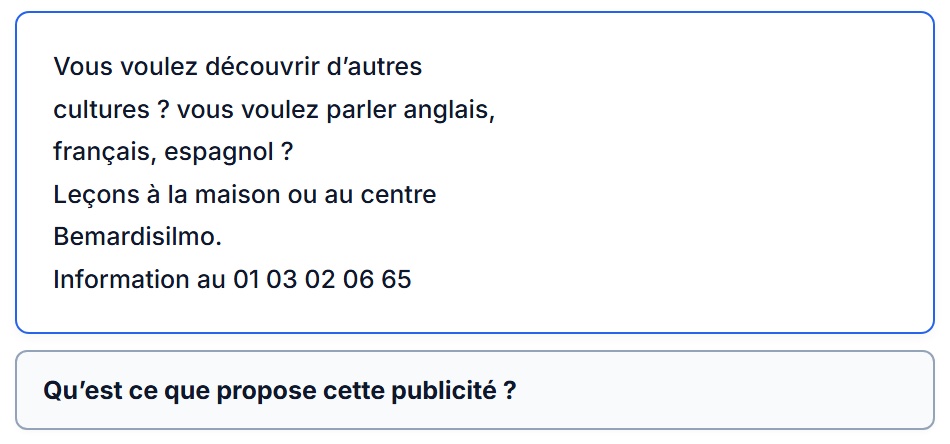 Vous voulez découvrir d’autres
cultures ? vous voulez parler anglais,
français, espagnol ?
Leçons à la maison ou au centre
Bemardisilmo.
Information au 01 03 02 06 65
Qu’est ce que propose cette publicité ?